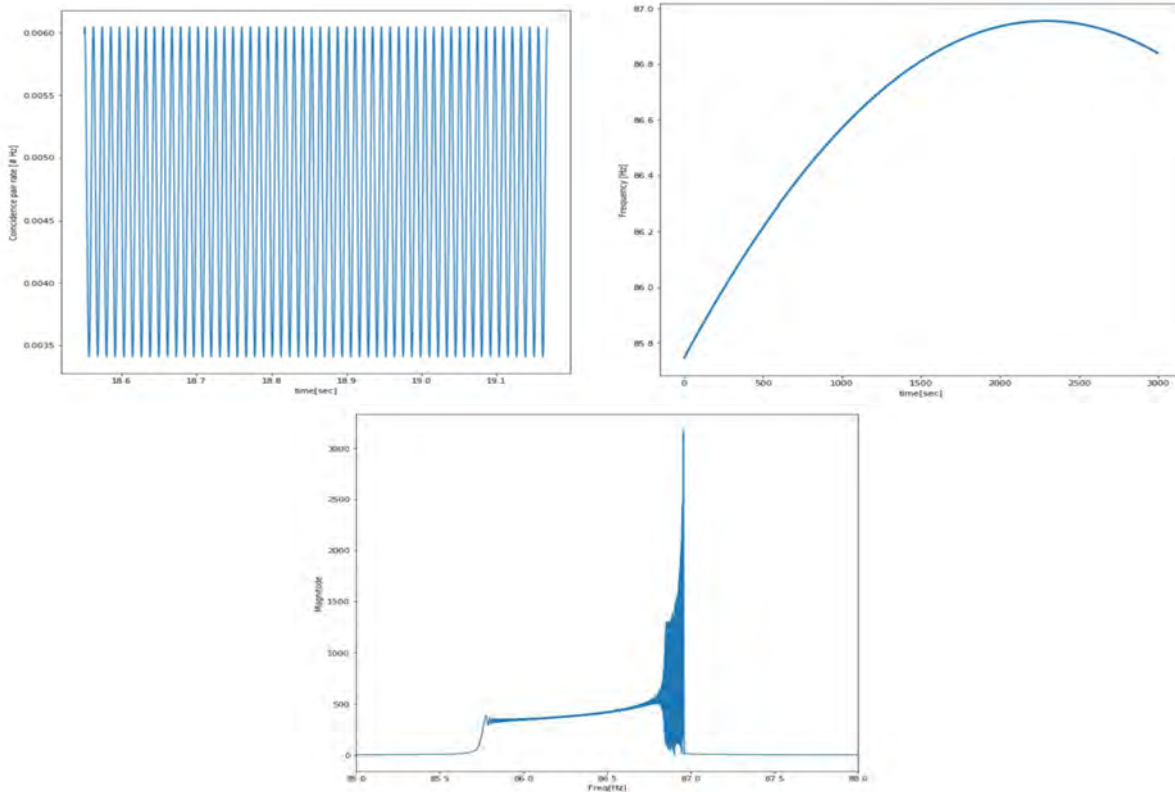 0.0060
0.0055
0.0050
0.0045
0.0040
0.0035
Coincidence pair rate [# Hz]
18.6 18.7 18.8 18.9 19.0 19.1
time[sec]
87.0
86.8
86.6
86.4
86.2
86.0
85.8
Frequency [Hz]
0 500 1000 1500 2000 2500 3000
time[sec]
3000
2500
2000
1500
1000
500
0
Magnitude
85.0 85.5 86.0 86.5 87.0 87.5 88.0
Freq(Hz)